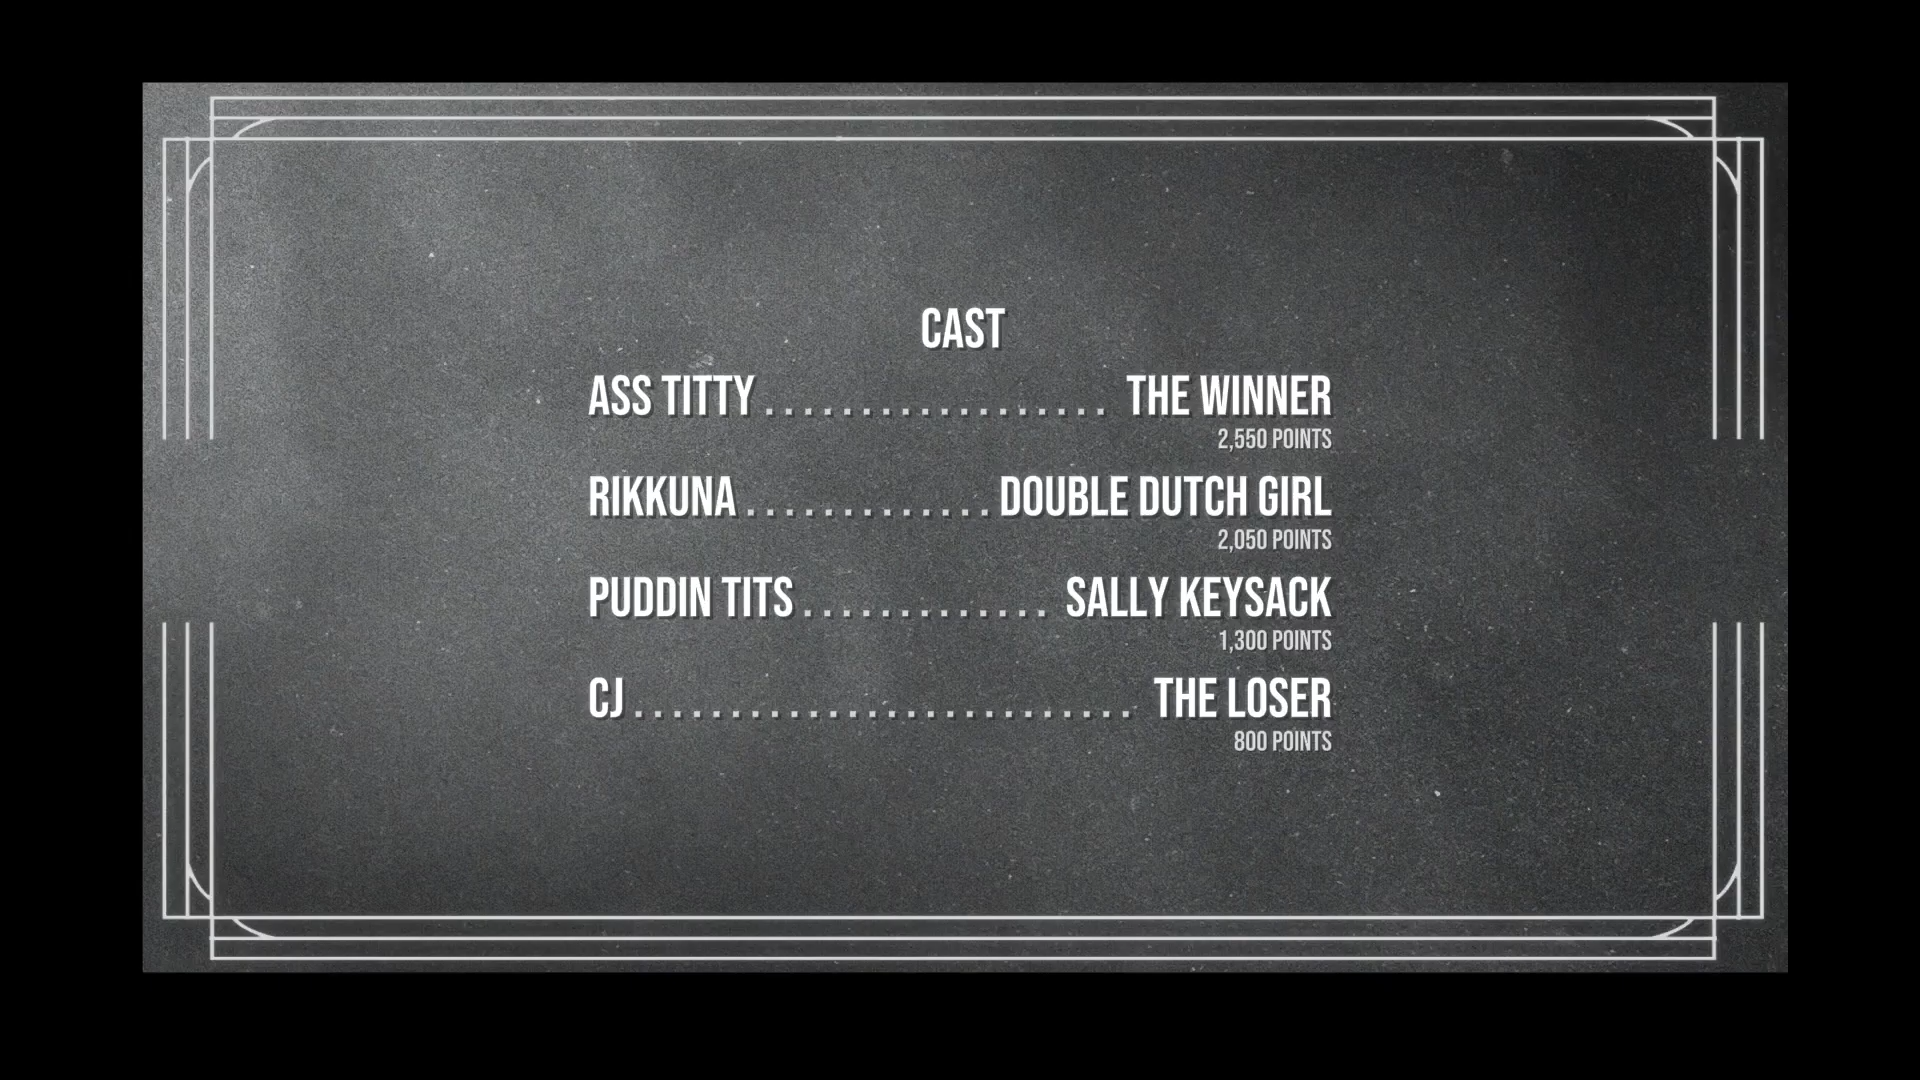 CAST
ASS TITTY . . . . . . . . . . . . . . . . . . THE WINNER
2,550 POINTS
RIKKUNA . . . . . . . . . . . . . DOUBLE DUTCH GIRL
2,050 POINTS
PUDDIN TITS . . . . . . . . . . . . . SALLY KEYSACK
1,300 POINTS
CJ . . . . . . . . . . . . . . . . . . . . . . . . . . THE LOSER
800 POINTS